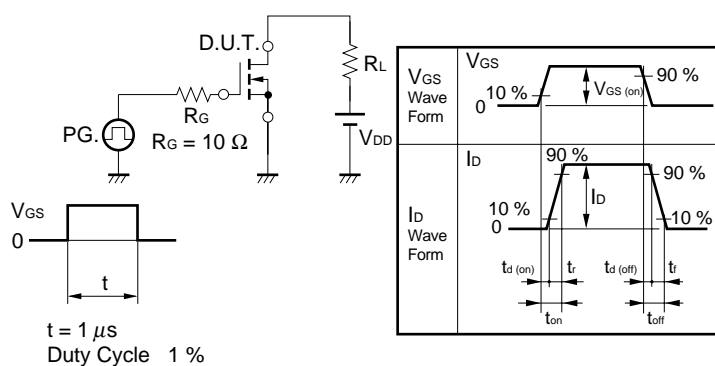 D.U.T.
RL
RG
RG = 10 Ω
PG.
VDD
VGS
0
t
t = 1 μs
Duty Cycle 1 %
VGS
Wave
Form
VGS
10 %
0
VGS (on)
90 %
ID
Wave
Form
ID
90 %
90 %
10 %
0
ID
10 %
td (on)
tr
td (off)
tf
ton
toff